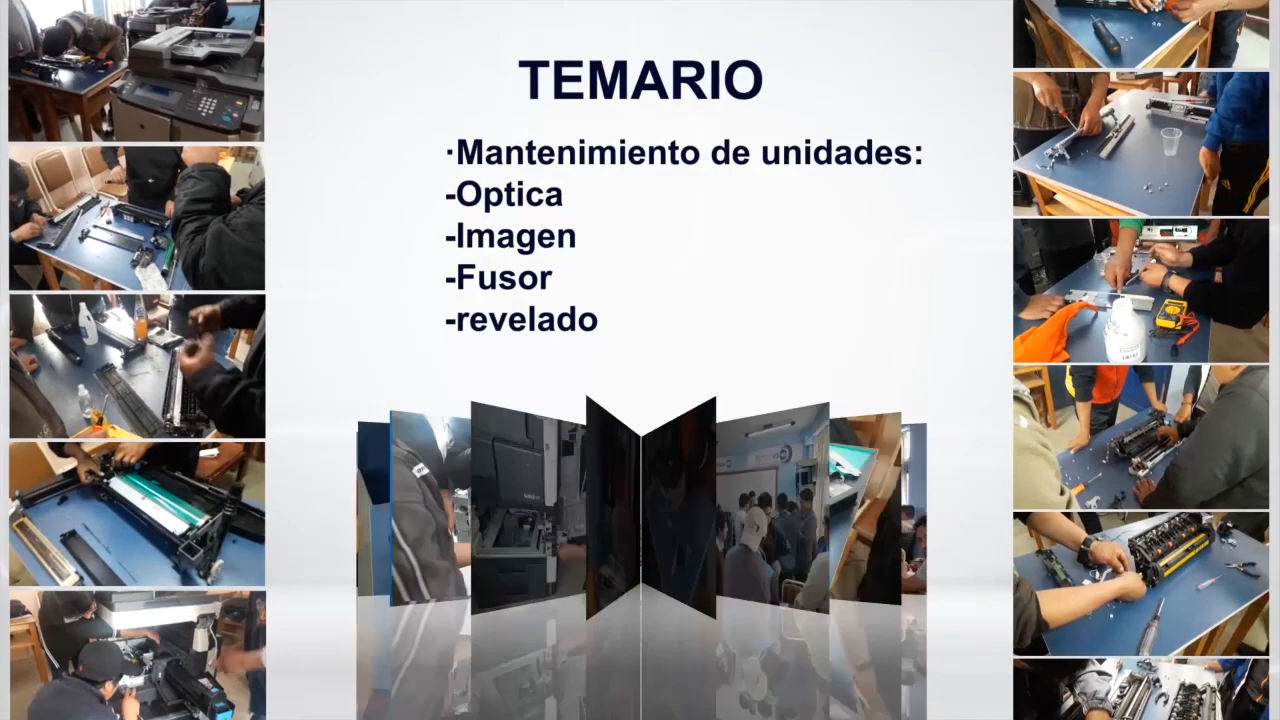 TEMARIO
·Mantenimiento de unidades:
-Optica
-Imagen
-Fusor
-revelado